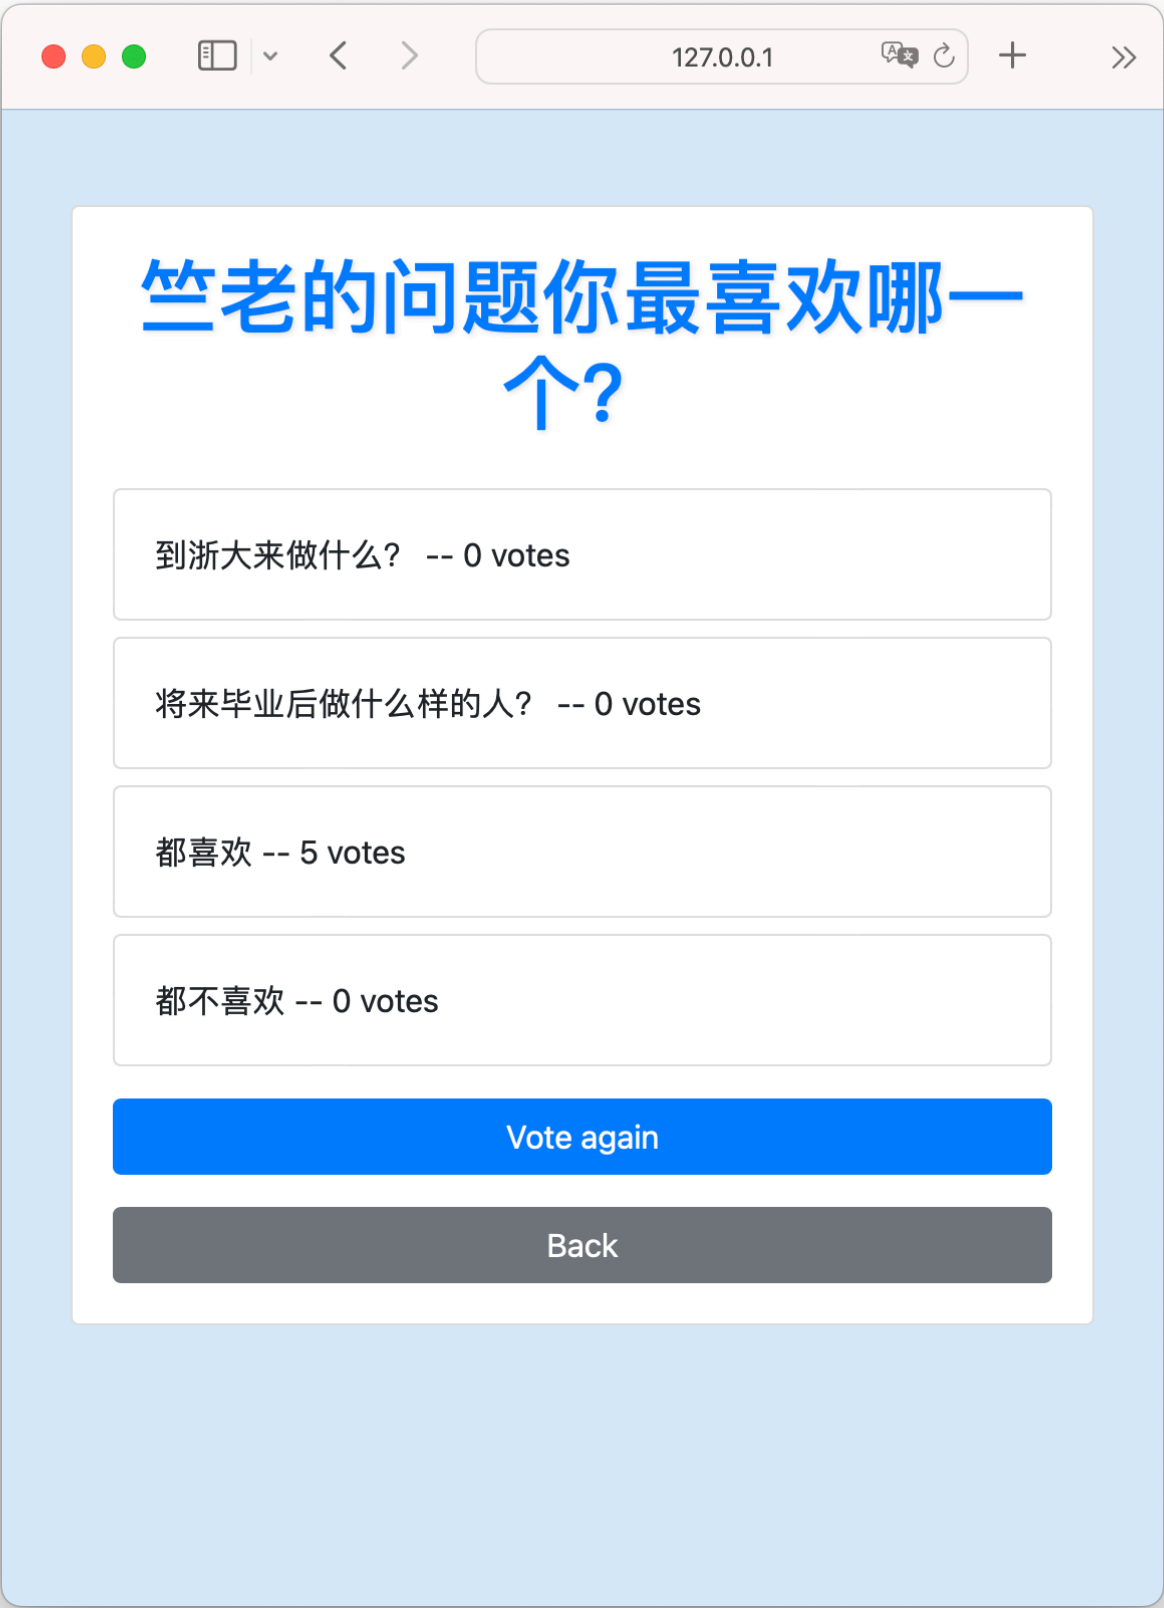 127.0.0.1
竺老的问题你最喜欢哪一
个?
到浙大来做什么? -- 0 votes
将来毕业后做什么样的人? -- 0 votes
都喜欢 -- 5 votes
都不喜欢 -- 0 votes
Vote again
Back